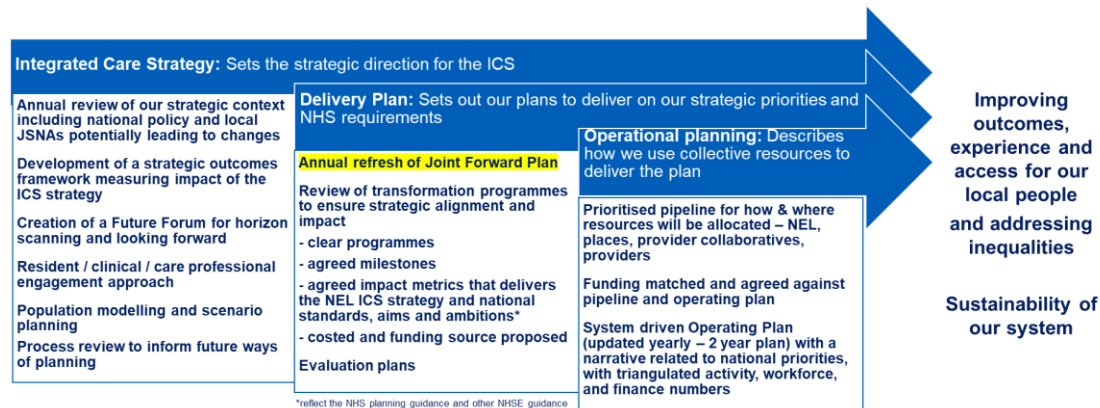 Integrated Care Strategy: Sets the strategic direction for the ICS
Annual review of our strategic context
including national policy and local
JSNAs potentially leading to changes
Development of a strategic outcomes
framework measuring impact of the
ICS strategy
Creation of a Future Forum for horizon
scanning and looking forward
Resident / clinical / care professional
engagement approach
Population modelling and scenario
planning
Process review to inform future ways
of planning
Delivery Plan: Sets out our plans to deliver on our strategic priorities and
NHS requirements
Annual refresh of Joint Forward Plan
Review of transformation programmes
to ensure strategic alignment and
impact
- clear programmes
- agreed milestones
- agreed impact metrics that delivers
the NEL ICS strategy and national
standards, aims and ambitions*
- costed and funding source proposed
Evaluation plans
*reflect the NHS planning guidance and other NHSE guidance
Operational planning: Describes
how we use collective resources to
deliver the plan
Prioritised pipeline for how & where
resources will be allocated – NEL,
places, provider collaboratives,
providers
Funding matched and agreed against
pipeline and operating plan
System driven Operating Plan
(updated yearly – 2 year plan) with a
narrative related to national priorities,
with triangulated activity, workforce,
and finance numbers
Improving
outcomes,
experience and
access for our
local people
and addressing
inequalities
Sustainability of
our system